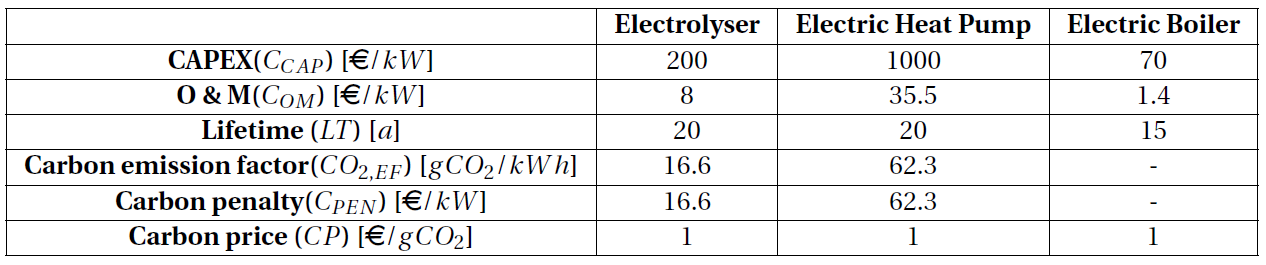 Electrolyser Electric Heat Pump Electric Boiler
CAPEX(C_CAP) [€/kW] 200 1000 70
O & M(C_OM) [€/kW] 8 35.5 1.4
Lifetime (LT) [a] 20 20 15
Carbon emission factor(CO_2,EF) [gCO_2/kWh] 16.6 62.3 -
Carbon penalty(C_PEN) [€/kW] 16.6 62.3 -
Carbon price (CP) [€/gCO_2] 1 1 1